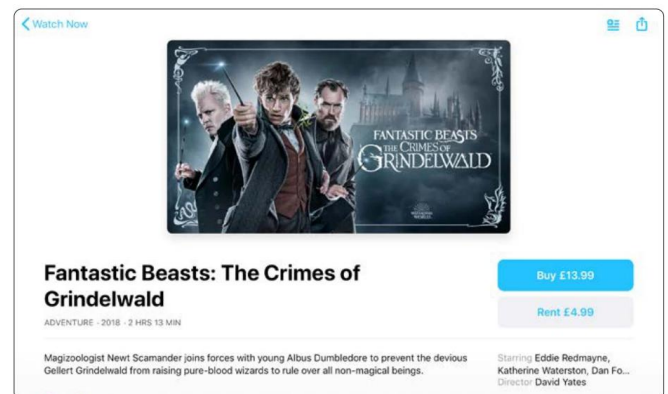 Watch Now
FANTASTIC BEASTS
THE CRIMES OF
GRINDELWALD
WIZARDING
WORLD
Fantastic Beasts: The Crimes of
Grindelwald
ADVENTURE · 2018 · 2 HRS 13 MIN
Buy £13.99
Rent £4.99
Magizoologist Newt Scamander joins forces with young Albus Dumbledore to prevent the devious
Gellert Grindelwald from raising pure-blood wizards to rule over all non-magical beings.
Starring Eddie Redmayne,
Katherine Waterston, Dan Fo...
Director David Yates